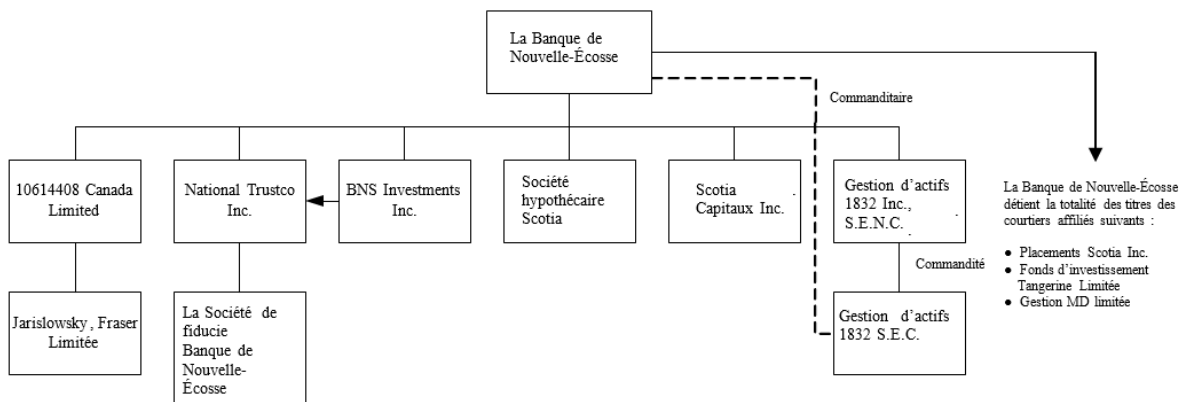 La Banque de
Nouvelle-Écosse
Commanditaire
10614408 Canada
Limited
National Trustco
Inc.
BNS Investments
Inc.
Société
hypothécaire
Scotia
Scotia
Capitaux Inc.
Gestion d'actifs
1832 Inc.,
S.E.N.C.
La Banque de Nouvelle-Écosse
détient la totalité des titres des
courtiers affiliés suivants :
● Placements Scotia Inc.
● Fonds d'investissement
Tangerine Limitée
● Gestion MD limitée
Commandité
Jarislowsky, Fraser
Limitée
La Société de
fiducie
Banque de
Nouvelle-
Écosse
Gestion d'actifs
1832 S.E.C.